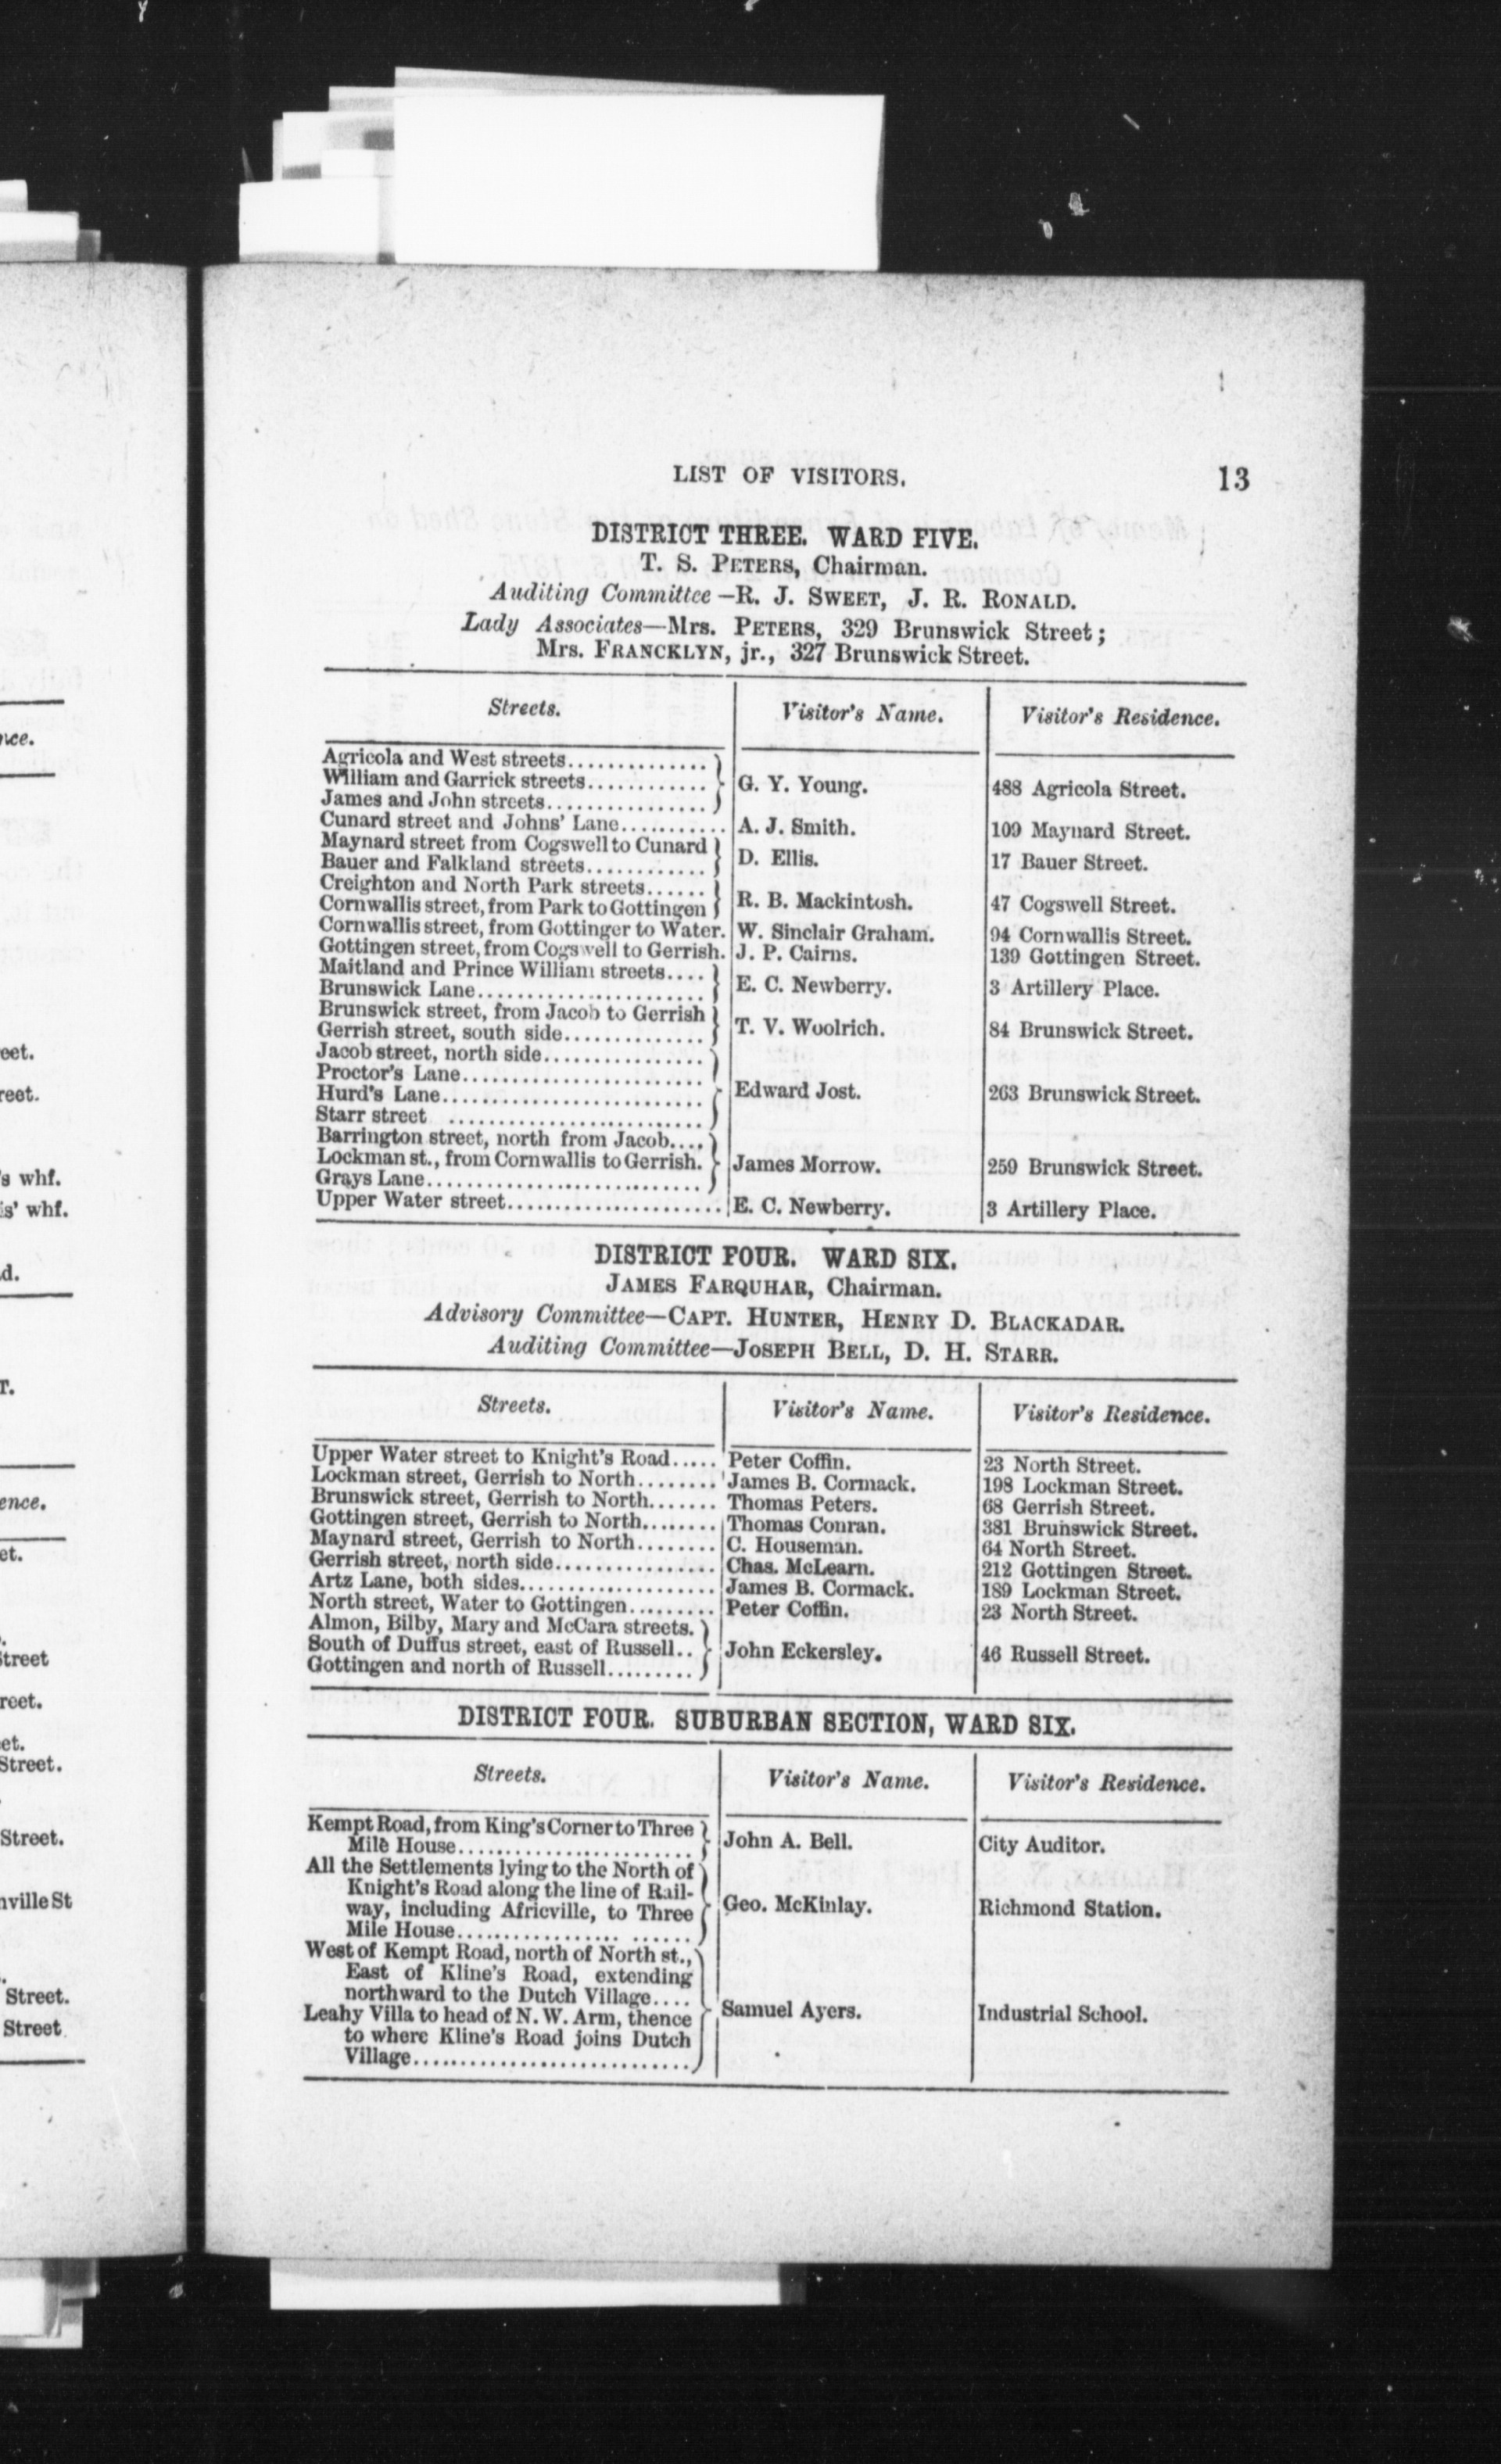 LIST OF VISITORS. 13
DISTRICT THREE. WARD FIVE.
T. S. PETERS, Chairman.
Auditing Committee—R. J. SWEET, J. R. RONALD.
Lady Associates—Mrs. PETERS, 329 Brunswick Street;
Mrs. FRANCKLYN, jr., 327 Brunswick Street.
Streets. Visitor's Name. Visitor's Residence.
Agricola and West streets..............
William and Garrick streets............ G. Y. Young. 488 Agricola Street.
James and John streets................
Cunard street and Johns' Lane........... A. J. Smith. 109 Maynard Street.
Maynard street from Cogswell to Cunard
Bauer and Falkland streets............ D. Ellis. 17 Bauer Street.
Creighton and North Park streets......
Cornwallis street, from Park to Gottingen R. B. Mackintosh. 47 Cogswell Street.
Cornwallis street, from Gottinger to Water. W. Sinclair Graham. 94 Cornwallis Street.
Gottingen street, from Cogswell to Gerrish. J. P. Cairns. 139 Gottingen Street.
Maitland and Prince William streets....
Brunswick Lane....................... E. C. Newberry. 3 Artillery Place.
Brunswick street, from Jacob to Gerrish
Gerrish street, south side.............. T. V. Woolrich. 84 Brunswick Street.
Jacob street, north side................
Proctor's Lane.........................
Hurd's Lane........................... Edward Jost. 263 Brunswick Street.
Starr street ..........................
Barrington street, north from Jacob....
Lockman st., from Cornwallis to Gerrish. James Morrow. 259 Brunswick Street.
Grays Lane............................
Upper Water street...................... E. C. Newberry. 3 Artillery Place.
DISTRICT FOUR. WARD SIX.
JAMES FARQUHAR, Chairman.
Advisory Committee—CAPT. HUNTER, HENRY D. BLACKADAR.
Auditing Committee—JOSEPH BELL, D. H. STARR.
Streets. Visitor's Name. Visitor's Residence.
Upper Water street to Knight's Road..... Peter Coffin. 23 North Street.
Lockman street, Gerrish to North........ James B. Cormack. 198 Lockman Street.
Brunswick street, Gerrish to North....... Thomas Peters. 68 Gerrish Street.
Gottingen street, Gerrish to North........ Thomas Conran. 381 Brunswick Street.
Maynard street, Gerrish to North........ C. Houseman. 64 North Street.
Gerrish street, north side................ Chas. McLearn. 212 Gottingen Street.
Artz Lane, both sides.................... James B. Cormack. 189 Lockman Street.
North street, Water to Gottingen......... Peter Coffin. 23 North Street.
Almon, Bilby, Mary and McCara streets.
South of Duffus street, east of Russell.. John Eckersley. 46 Russell Street.
Gottingen and north of Russell.........
DISTRICT FOUR. SUBURBAN SECTION, WARD SIX.
Streets. Visitor's Name. Visitor's Residence.
Kempt Road, from King's Corner to Three
Mile House........................ John A. Bell. City Auditor.
All the Settlements lying to the North of
Knight's Road along the line of Rail-
way, including Africville, to Three Geo. McKinlay. Richmond Station.
Mile House................. ......
West of Kempt Road, north of North st.,
East of Kline's Road, extending
northward to the Dutch Village....
Leahy Villa to head of N. W. Arm, thence Samuel Ayers. Industrial School.
to where Kline's Road joins Dutch
Village............................
nce.
eet.
reet.
's whf.
is' whf.
d.
T.
ence.
et.
Street
reet.
et.
Street.
Street.
nville St
Street.
Street